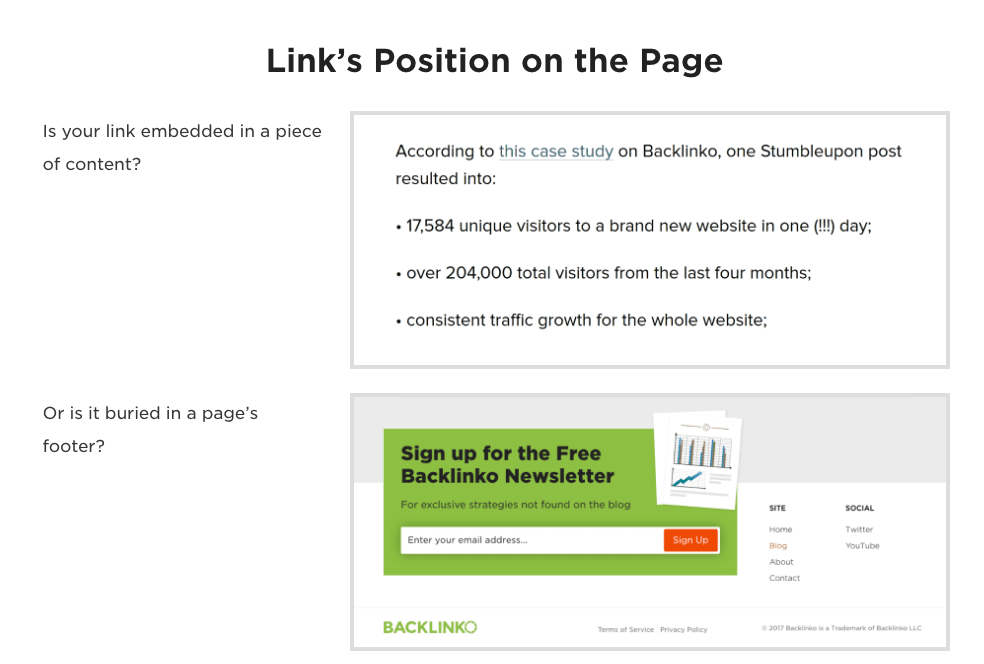 Link’s Position on the Page
Is your link embedded in a piece
of content?
According to this case study on Backlinko, one Stumbleupon post
resulted into:
• 17,584 unique visitors to a brand new website in one (!!!) day;
• over 204,000 total visitors from the last four months;
• consistent traffic growth for the whole website;
Or is it buried in a page’s
footer?
Sign up for the Free
Backlinko Newsletter
For exclusive strategies not found on the blog
Enter your email address...
Sign Up
SITE
Home
Blog
About
Contact
SOCIAL
Twitter
YouTube
BACKLINKO
Terms of Service | Privacy Policy
© 2017 Backlinko is a Trademark of Backlinko LLC